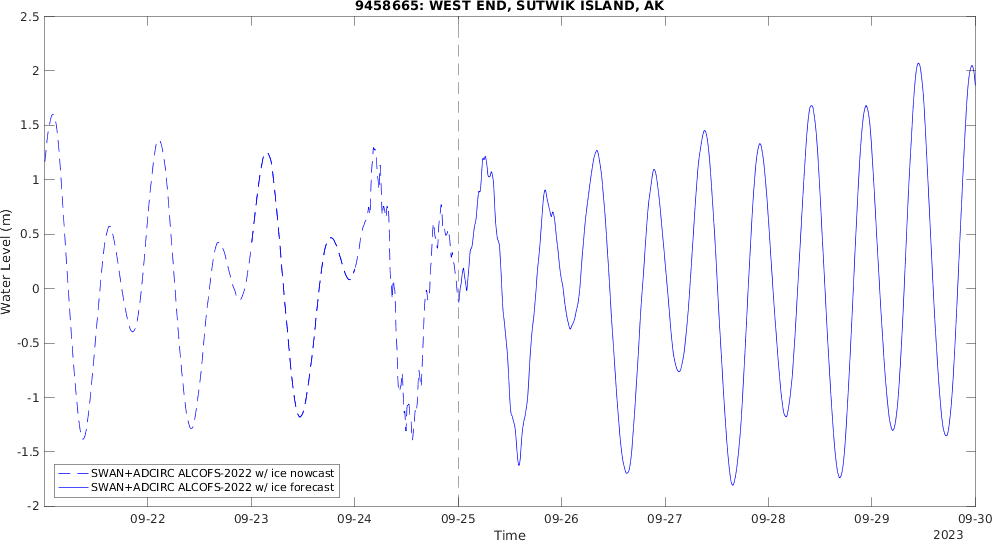 9458665: WEST END, SUTWIK ISLAND, AK
2.5
2
1.5
1
0.5
0
-0.5
-1
-1.5
-2
Water Level (m)
SWAN+ADCIRC ALCOFS-2022 w/ ice nowcast
SWAN+ADCIRC ALCOFS-2022 w/ ice forecast
09-22 09-23 09-24 09-25 09-26 09-27 09-28 09-29 09-30
Time
2023